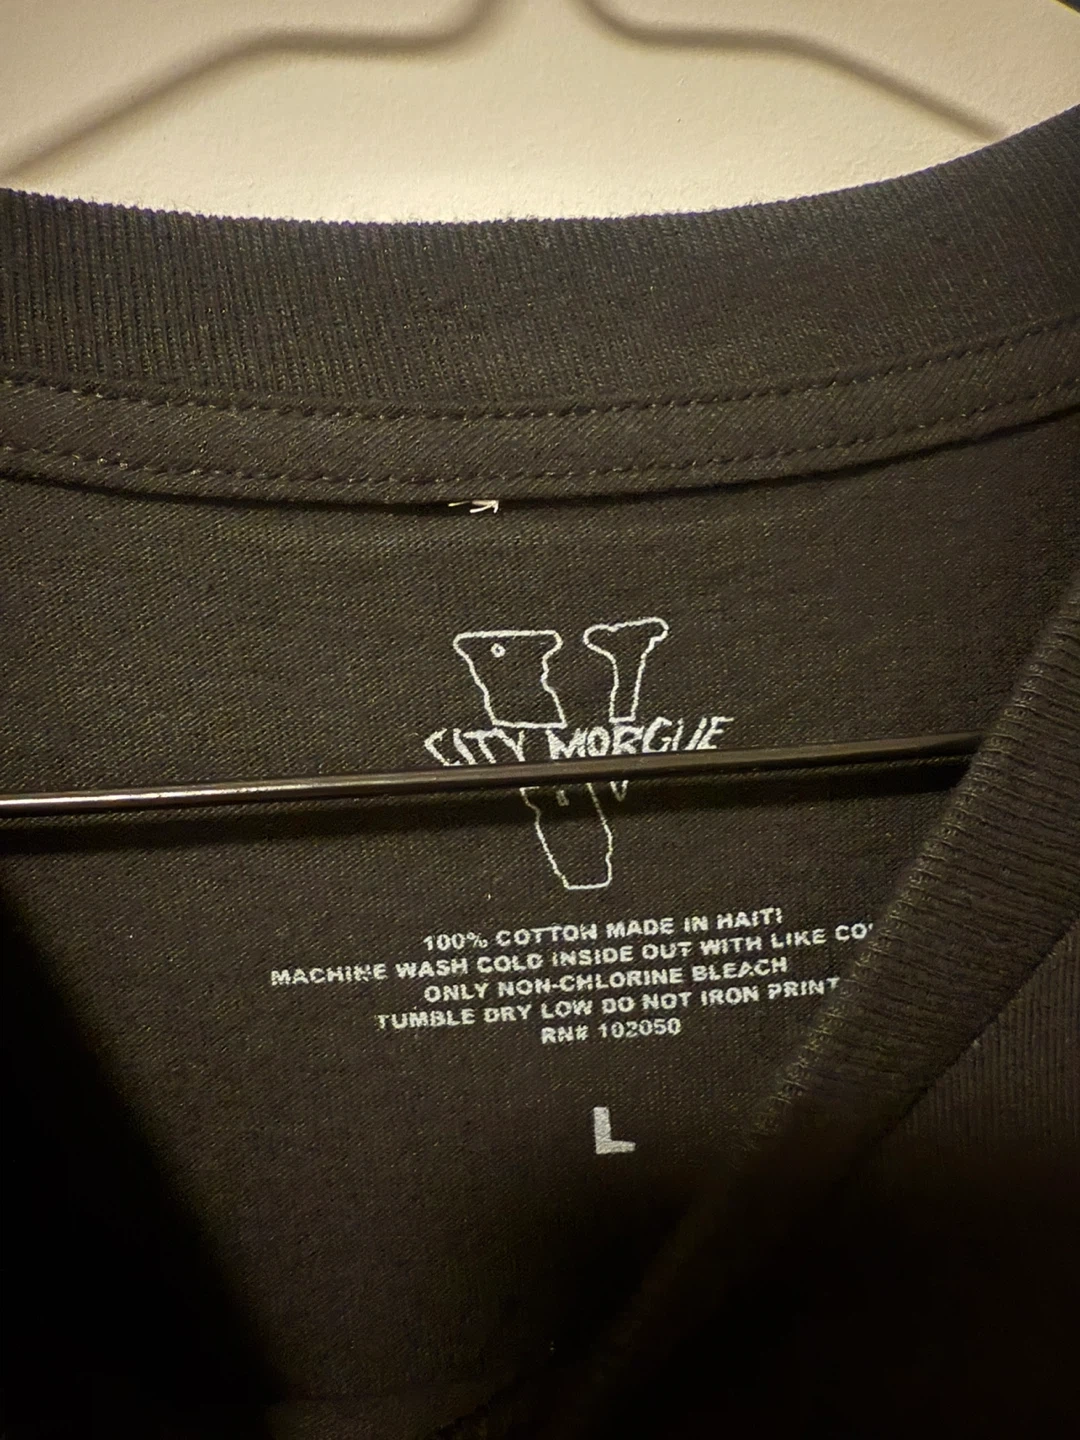 V
CITY MORGUE
100% COTTON MADE IN HAITI
MACHINE WASH COLD INSIDE OUT WITH LIKE
ONLY NON-CHLORINE BLEACH
TUMBLE DRY LOW DO NOT IRON PRINT
RN# 102050
L